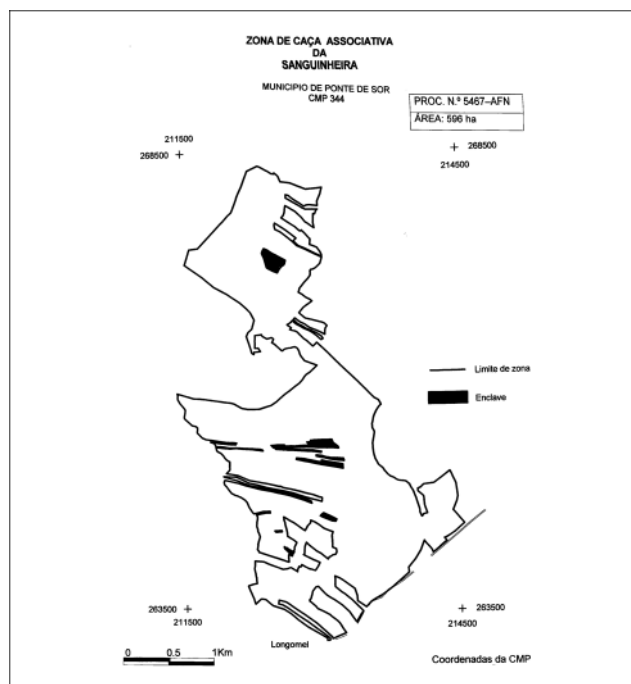 ZONA DE CAÇA ASSOCIATIVA
DA
SANGUINHEIRA
MUNICIPIO DE PONTE DE SOR
CMP 344
PROC. N.º 5467–AFN
ÁREA: 596 ha
211500
268500
268500
214500
Limite de zona
Enclave
263500
211500
263500
214500
Longomel
0 0.5 1Km
Coordenadas da CMP